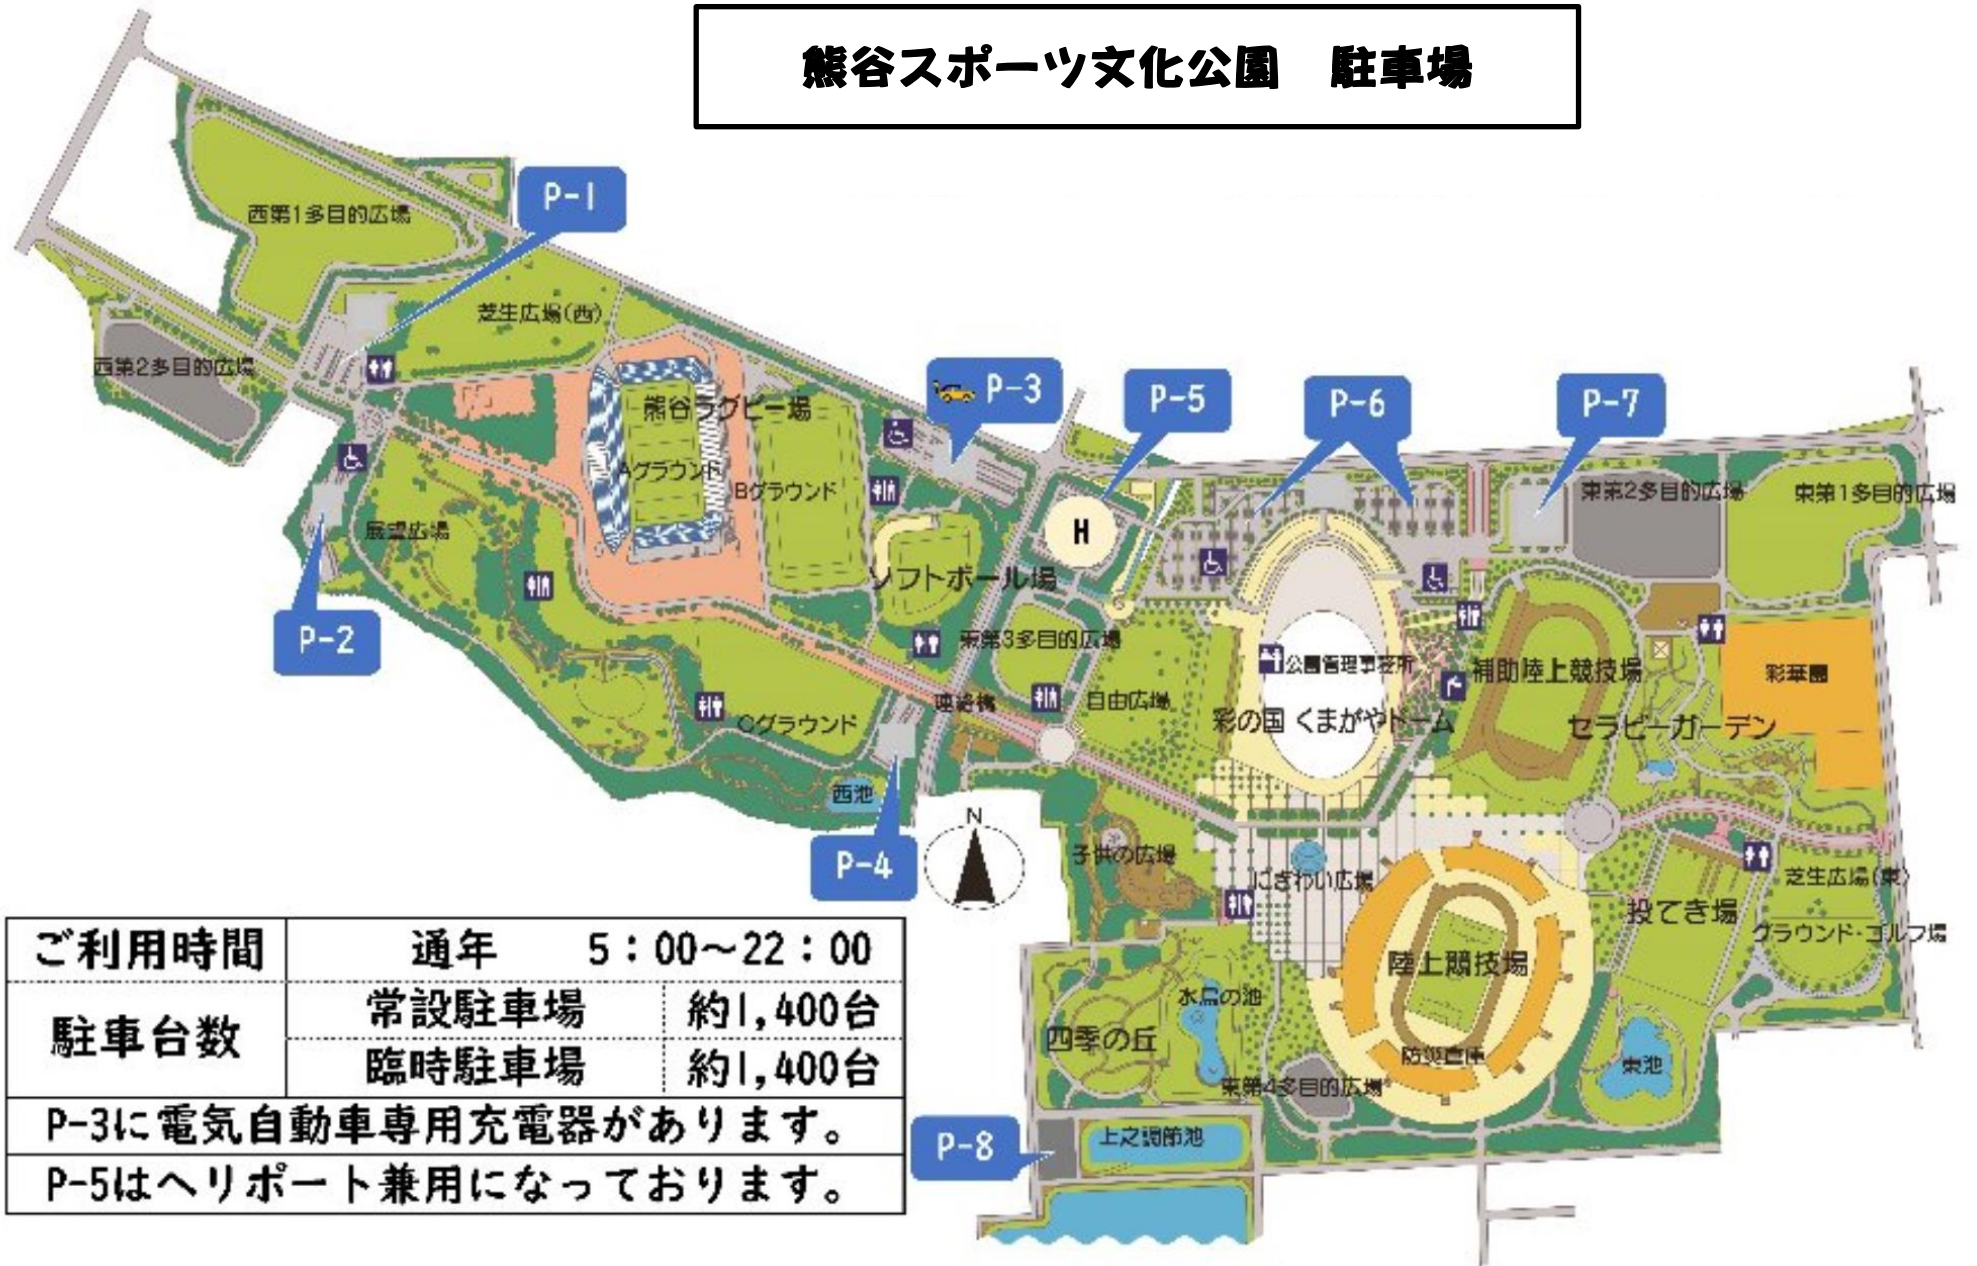 熊谷スポーツ文化公園　駐車場
P-1
西第1多目的広場
芝生広場(西)
西第2多目的広場
P-3
P-5
P-6
P-7
熊谷ラグビー場
Aグラウンド
Bグラウンド
東第2多目的広場
東第1多目的広場
展望広場
H
ソフトボール場
P-2
東第3多目的広場
公園管理事務所
補助陸上競技場
彩華園
連絡橋
自由広場
Cグラウンド
彩の国 くまがやドーム
セラピーガーデン
西池
N
P-4
子供の広場
にぎわい広場
芝生広場(東)
投てき場
グラウンド・ゴルフ場
陸上競技場
水鳥の池
四季の丘
防災倉庫
東池
東第4多目的広場
上之調節池
P-8
ご利用時間　通年　5：00～22：00
駐車台数　常設駐車場　約1,400台
臨時駐車場　約1,400台
P-3に電気自動車専用充電器があります。
P-5はヘリポート兼用になっております。